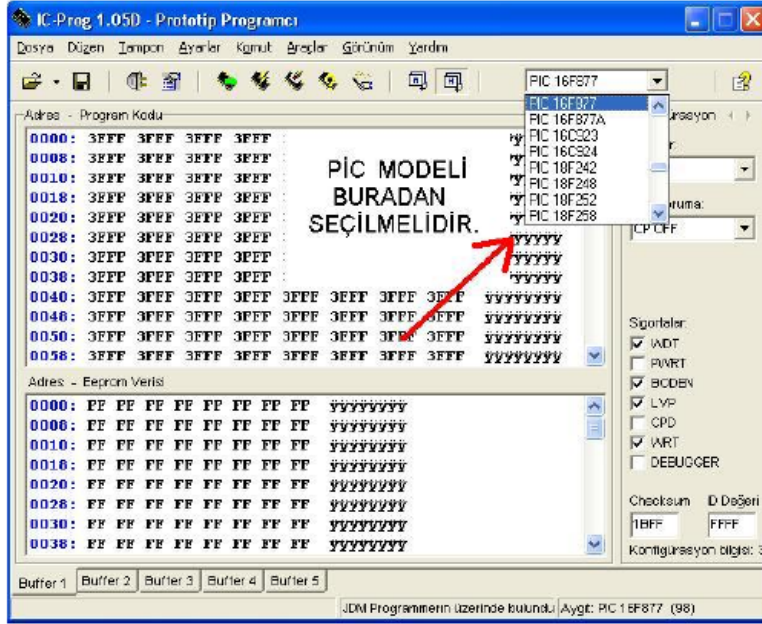 IC-Prog 1.05D - Prototip Programcı
Dosya Düzen Tampon Ayarlar Komut Araçlar Görünüm Yardım
PIC 16F877
PIC 16F877
PIC 16F877A
PIC 16C923
PIC 16C924
PIC 18F242
PIC 18F248
PIC 18F252
PIC 18F258
Adres - Program Kodu
0000: 3FFF 3FFF 3FFF 3FFF
0008: 3FFF 3FFF 3FFF 3FFF
0010: 3FFF 3FFF 3FFF 3FFF
0018: 3FFF 3FFF 3FFF 3FFF
0020: 3FFF 3FFF 3FFF 3FFF
0028: 3FFF 3FFF 3FFF 3FFF ÿÿÿÿÿÿ
0030: 3FFF 3FFF 3FFF 3FFF ÿÿÿÿÿÿ
0038: 3FFF 3FFF 3FFF 3FFF ÿÿÿÿÿÿ
0040: 3FFF 3FFF 3FFF 3FFF 3FFF 3FFF 3FFF 3FFF ÿÿÿÿÿÿÿÿ
0048: 3FFF 3FFF 3FFF 3FFF 3FFF 3FFF 3FFF 3FFF ÿÿÿÿÿÿÿÿ
0050: 3FFF 3FFF 3FFF 3FFF 3FFF 3FFF 3FFF 3FFF ÿÿÿÿÿÿÿÿ
0058: 3FFF 3FFF 3FFF 3FFF 3FFF 3FFF 3FFF 3FFF ÿÿÿÿÿÿÿÿ
PİC MODELİ
BURADAN
SEÇİLMELİDİR.
CP OFF
Sigortalar:
WDT
PWRT
BODEN
LVP
CPD
WRT
DEBUGGER
Checksum ID Değeri
1BFF FFFF
Konfigürasyon bilgisi: 3
Adres - Eeprom Verisi
0000: FF FF FF FF FF FF FF FF ÿÿÿÿÿÿÿÿ
0008: FF FF FF FF FF FF FF FF ÿÿÿÿÿÿÿÿ
0010: FF FF FF FF FF FF FF FF ÿÿÿÿÿÿÿÿ
0018: FF FF FF FF FF FF FF FF ÿÿÿÿÿÿÿÿ
0020: FF FF FF FF FF FF FF FF ÿÿÿÿÿÿÿÿ
0028: FF FF FF FF FF FF FF FF ÿÿÿÿÿÿÿÿ
0030: FF FF FF FF FF FF FF FF ÿÿÿÿÿÿÿÿ
0038: FF FF FF FF FF FF FF FF ÿÿÿÿÿÿÿÿ
Buffer 1 Buffer 2 Buffer 3 Buffer 4 Buffer 5
JDM Programmerın üzerinde bulundu Aygıt: PIC 16F877 (98)